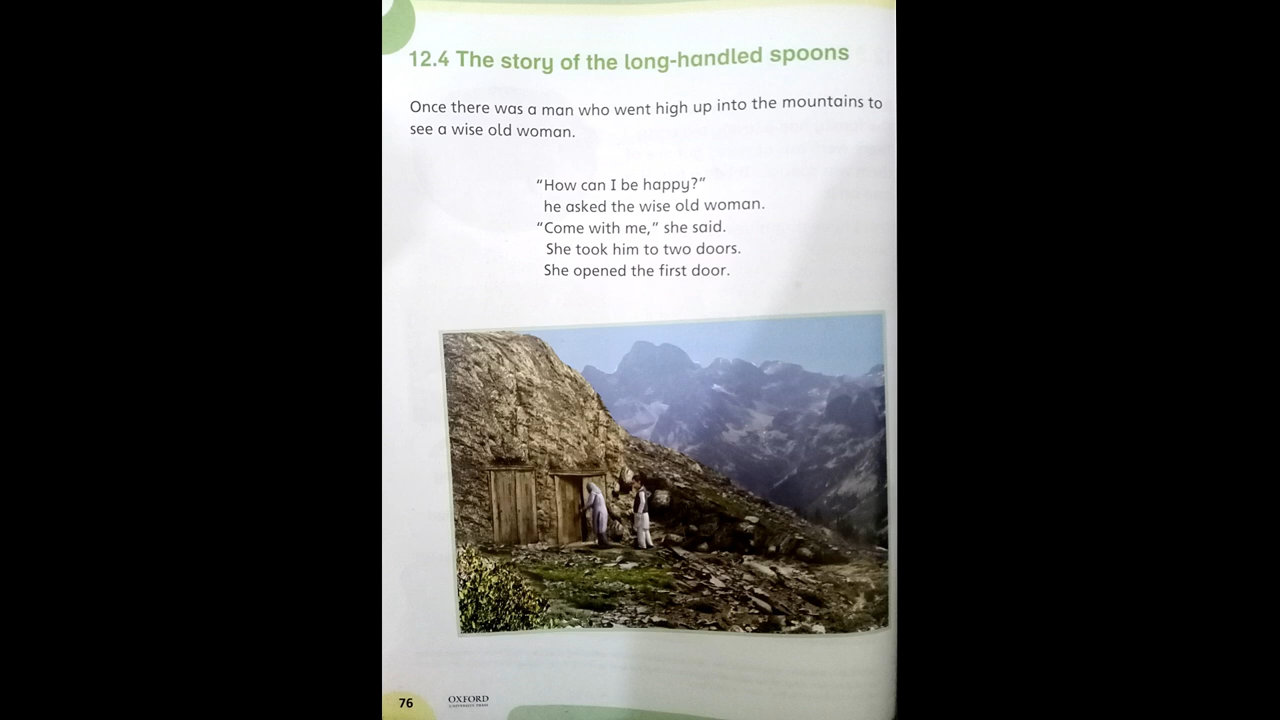 12.4 The story of the long-handled spoons
Once there was a man who went high up into the mountains to
see a wise old woman.
“How can I be happy?”
he asked the wise old woman.
“Come with me,” she said.
She took him to two doors.
She opened the first door.
76
OXFORD
UNIVERSITY PRESS